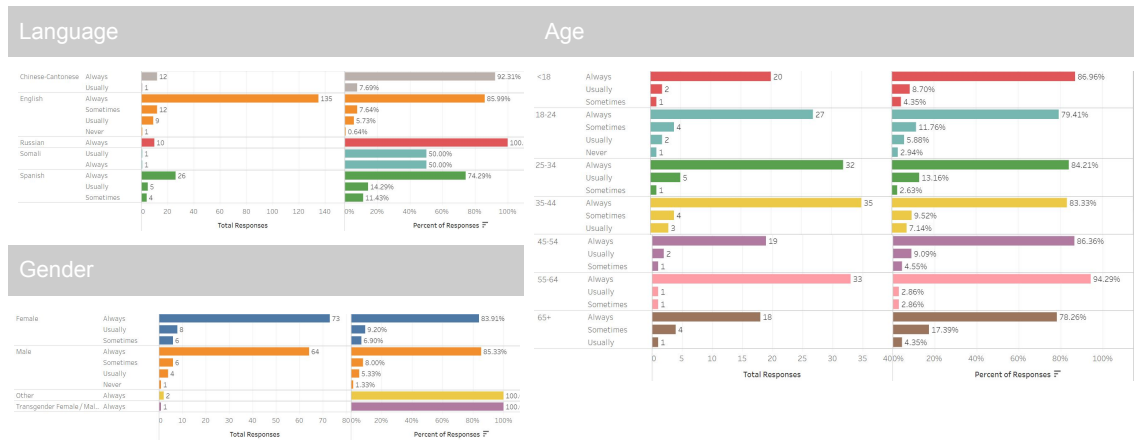 Language
Chinese-Cantonese Always 12 92.31%
Usually 1 7.69%
English Always 135 85.99%
Sometimes 12 7.64%
Usually 9 5.73%
Never 1 0.64%
Russian Always 10 100.
Somali Usually 1 50.00%
Always 1 50.00%
Spanish Always 26 74.29%
Usually 5 14.29%
Sometimes 4 11.43%
0 20 40 60 80 100 120 140 0% 20% 40% 60% 80% 100%
Total Responses Percent of Responses
Gender
Female Always 73 83.91%
Usually 8 9.20%
Sometimes 6 6.90%
Male Always 64 85.33%
Sometimes 6 8.00%
Usually 4 5.33%
Never 1 1.33%
Other Always 2 100.
Transgender Female / Mal.. Always 1 100.
0 10 20 30 40 50 60 70 80 0% 20% 40% 60% 80% 100%
Total Responses Percent of Responses
Age
<18 Always 20 86.96%
Usually 2 8.70%
Sometimes 1 4.35%
18-24 Always 27 79.41%
Sometimes 4 11.76%
Usually 2 5.88%
Never 1 2.94%
25-34 Always 32 84.21%
Usually 5 13.16%
Sometimes 1 2.63%
35-44 Always 35 83.33%
Sometimes 4 9.52%
Usually 3 7.14%
45-54 Always 19 86.36%
Usually 2 9.09%
Sometimes 1 4.55%
55-64 Always 33 94.29%
Usually 1 2.86%
Sometimes 1 2.86%
65+ Always 18 78.26%
Sometimes 4 17.39%
Usually 1 4.35%
0 5 10 15 20 25 30 35 40 0% 20% 40% 60% 80% 100%
Total Responses Percent of Responses